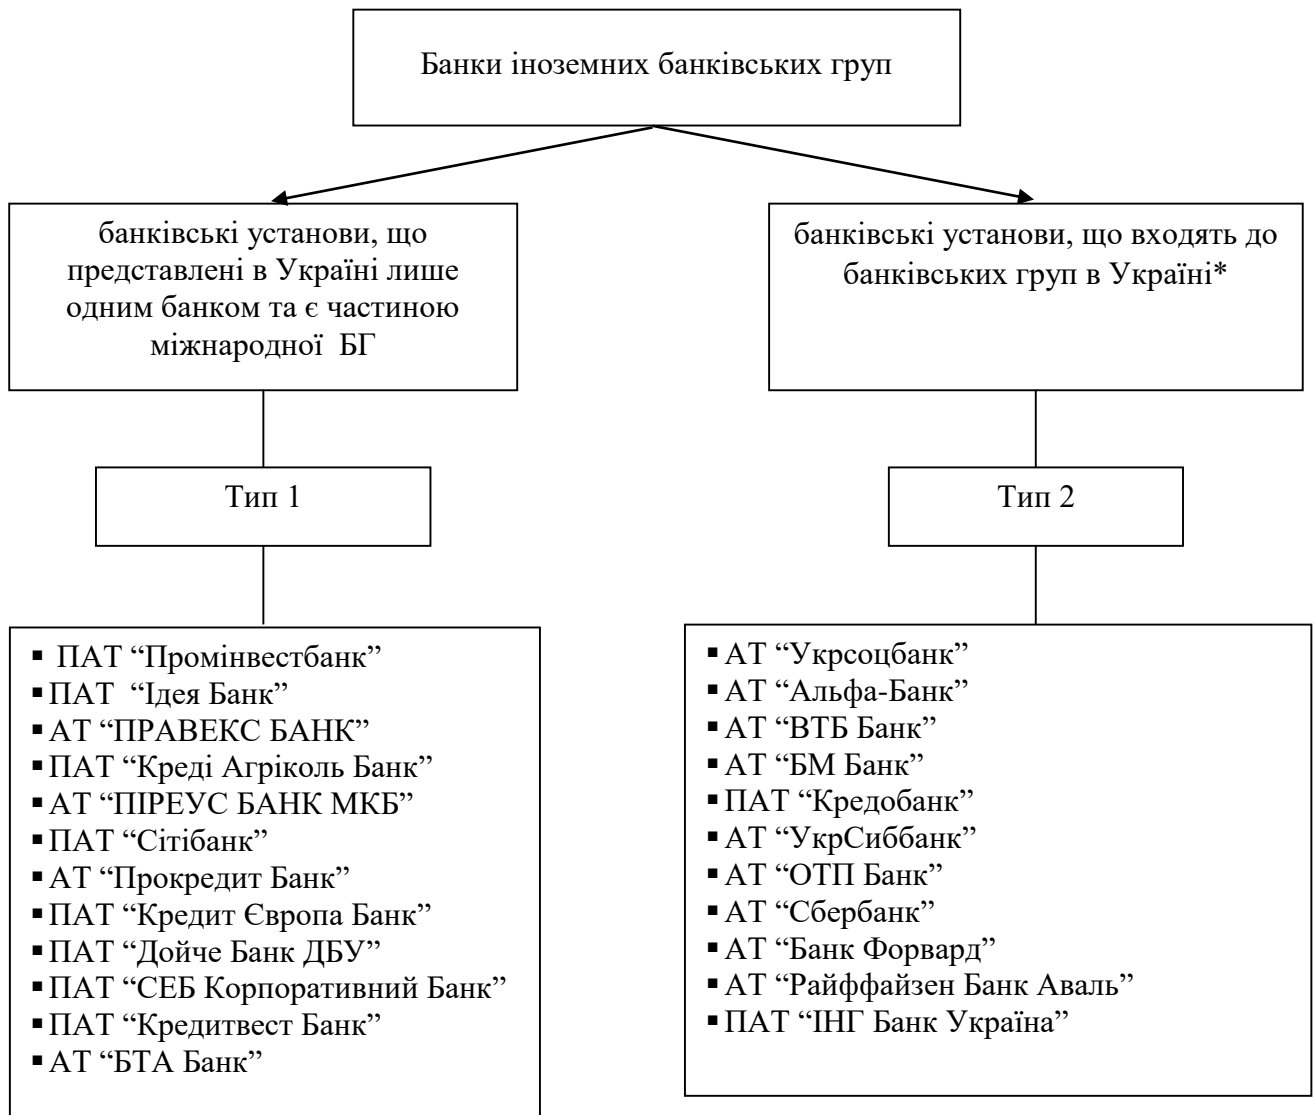 Банки іноземних банківських груп
банківські установи, що
представлені в Україні лише
одним банком та є частиною
міжнародної БГ
банківські установи, що входять до
банківських груп в Україні*
Тип 1
Тип 2
▪ ПАТ “Промінвестбанк”
▪ ПАТ “Ідея Банк”
▪ АТ “ПРАВЕКС БАНК”
▪ ПАТ “Креді Агріколь Банк”
▪ АТ “ПІРЕУС БАНК МКБ”
▪ ПАТ “Сітібанк”
▪ АТ “Прокредит Банк”
▪ ПАТ “Кредит Європа Банк”
▪ ПАТ “Дойче Банк ДБУ”
▪ ПАТ “СЕБ Корпоративний Банк”
▪ ПАТ “Кредитвест Банк”
▪ АТ “БТА Банк”
▪ АТ “Укрсоцбанк”
▪ АТ “Альфа-Банк”
▪ АТ “ВТБ Банк”
▪ АТ “БМ Банк”
▪ ПАТ “Кредобанк”
▪ АТ “УкрСиббанк”
▪ АТ “ОТП Банк”
▪ АТ “Сбербанк”
▪ АТ “Банк Форвард”
▪ АТ “Райффайзен Банк Аваль”
▪ ПАТ “ІНГ Банк Україна”